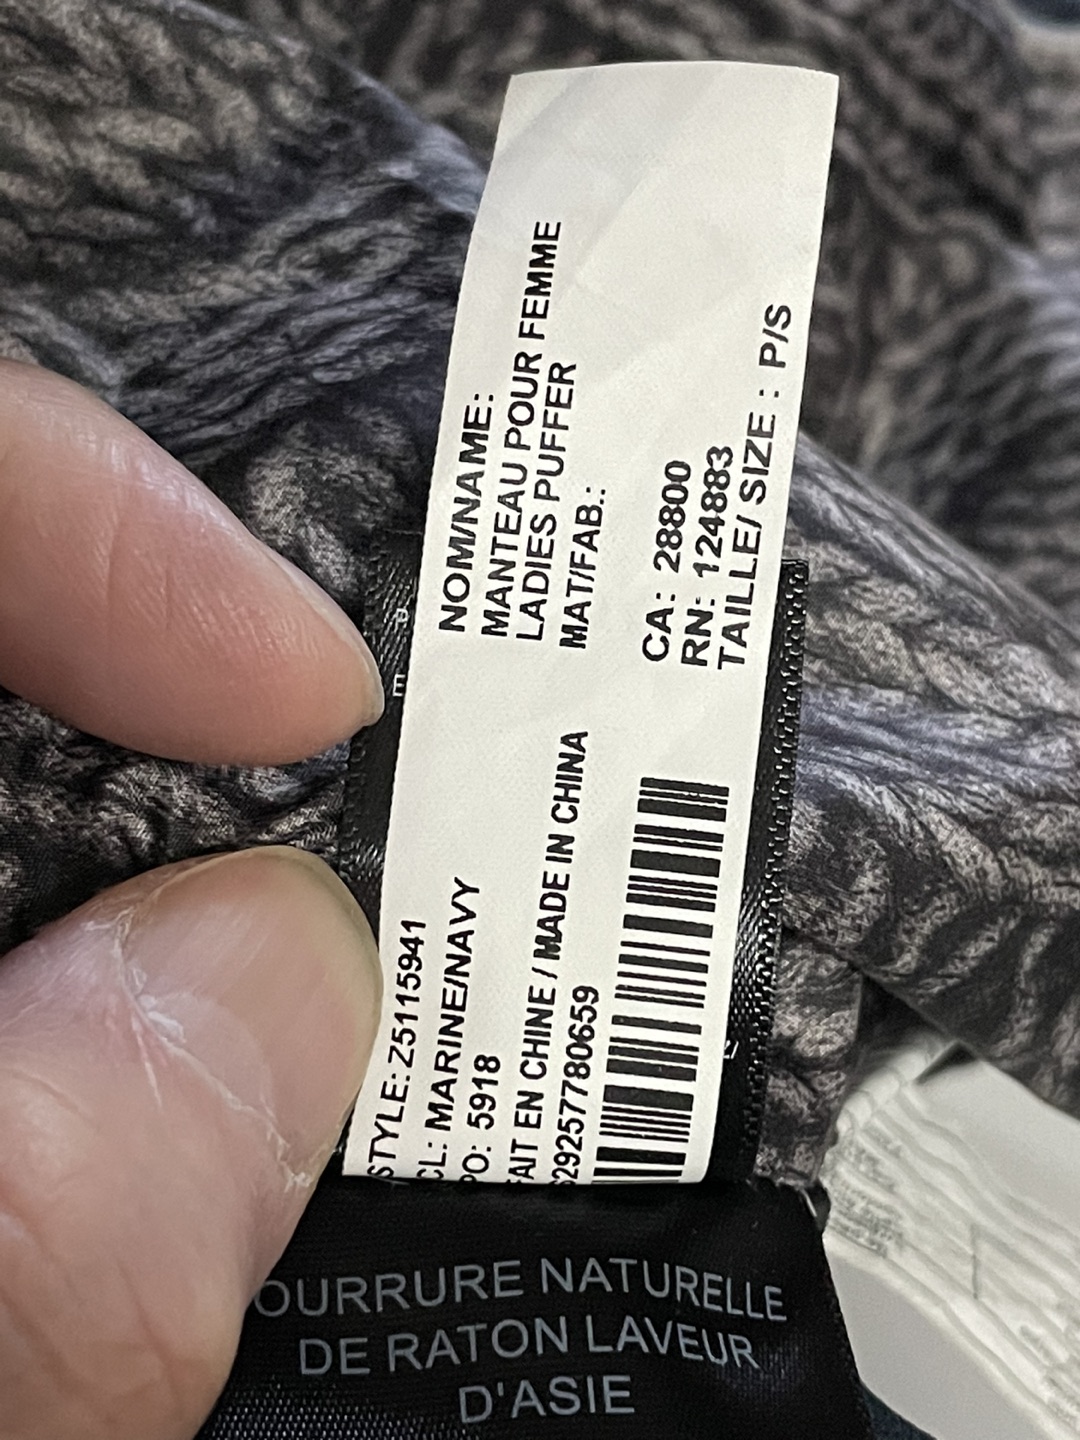 NOM/NAME:
MANTEAU POUR FEMME
LADIES PUFFER
MAT/FAB.:
CA: 28800
RN: 124883
TAILLE/ SIZE : P/S
STYLE: Z5115941
CL: MARINE/NAVY
PO: 5918
FAIT EN CHINE / MADE IN CHINA
629257780659
OURRURE NATURELLE
DE RATON LAVEUR
D'ASIE